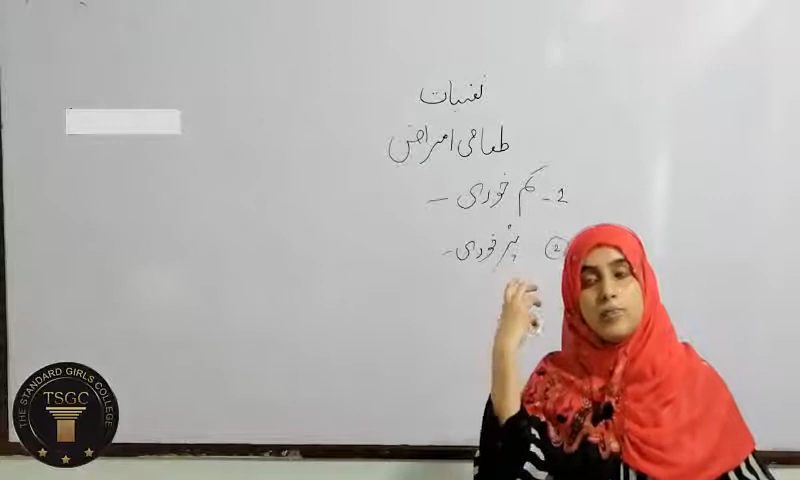 نفسیات
طعامی امراض
2- کم خوری -
② پُر خوری -
THE STANDARD GIRLS COLLEGE
TSGC